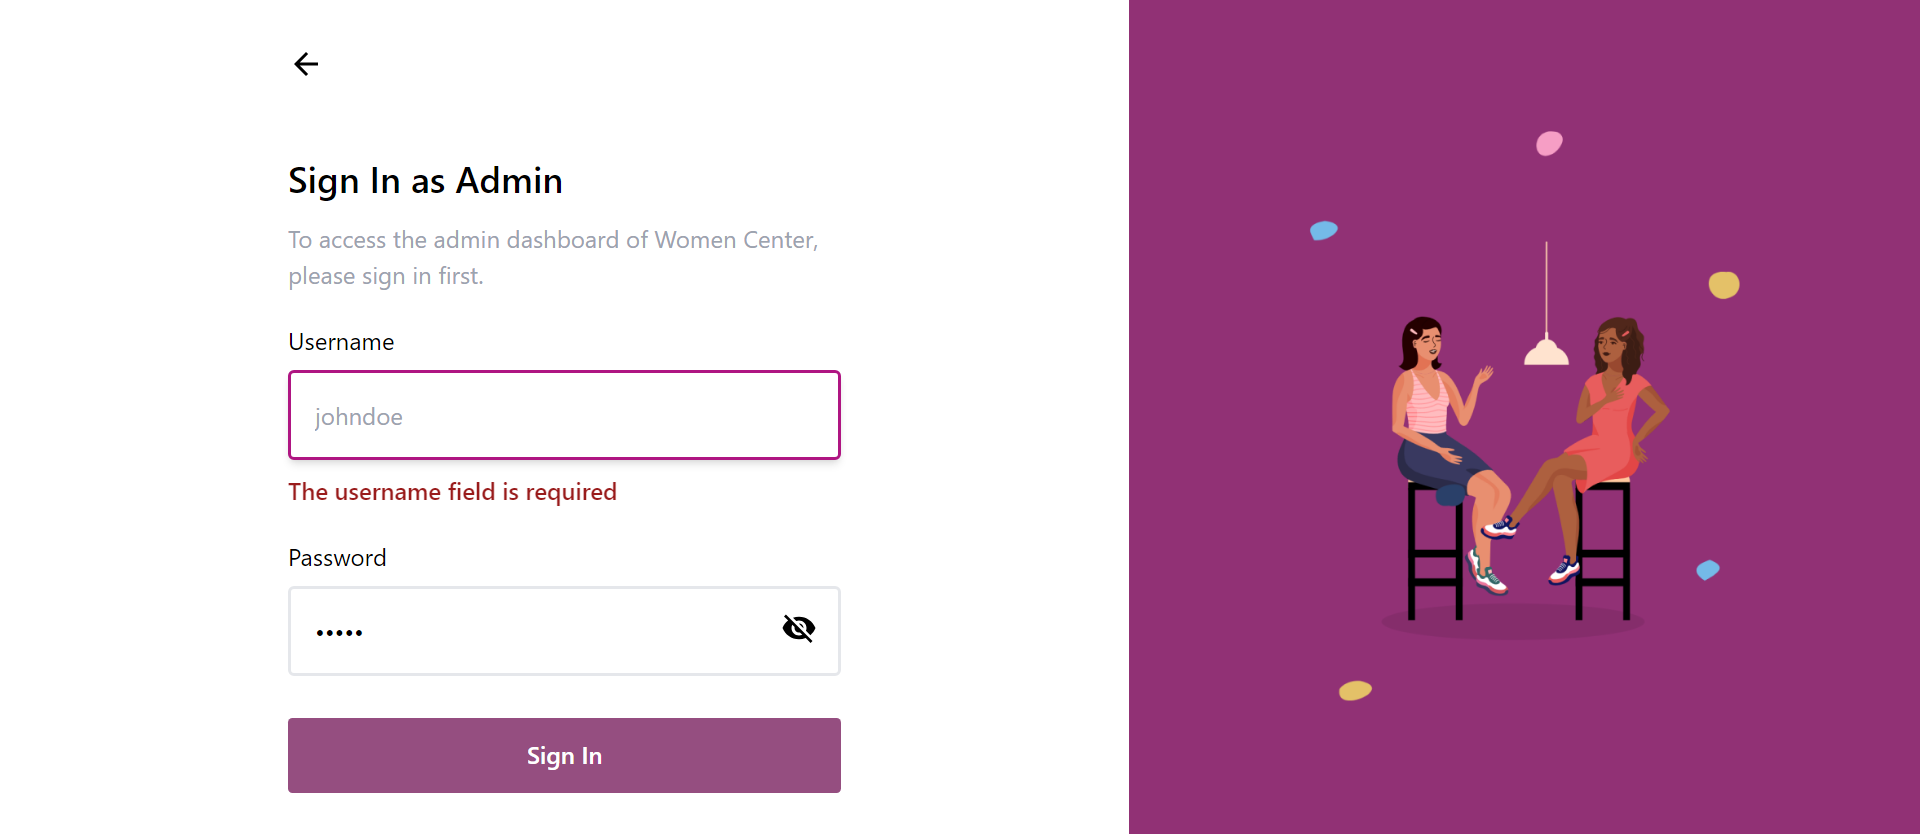 Sign In as Admin
To access the admin dashboard of Women Center,
please sign in first.
Username
johndoe
The username field is required
Password
•••••
Sign In